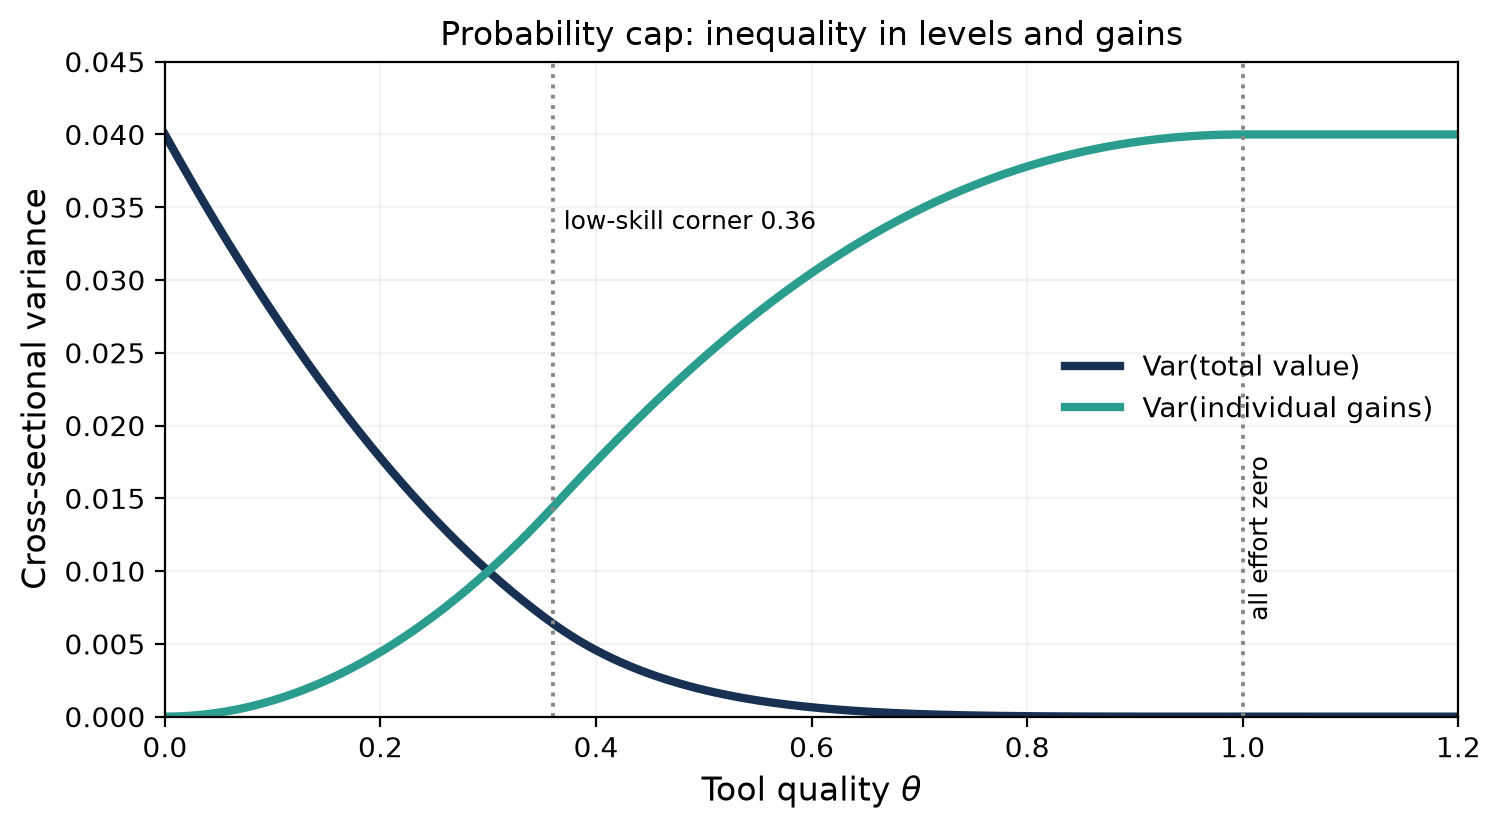 Probability cap: inequality in levels and gains
Cross-sectional variance
0.045
0.040
0.035
0.030
0.025
0.020
0.015
0.010
0.005
0.000
low-skill corner 0.36
Var(total value)
Var(individual gains)
all effort zero
0.0 0.2 0.4 0.6 0.8 1.0 1.2
Tool quality θ